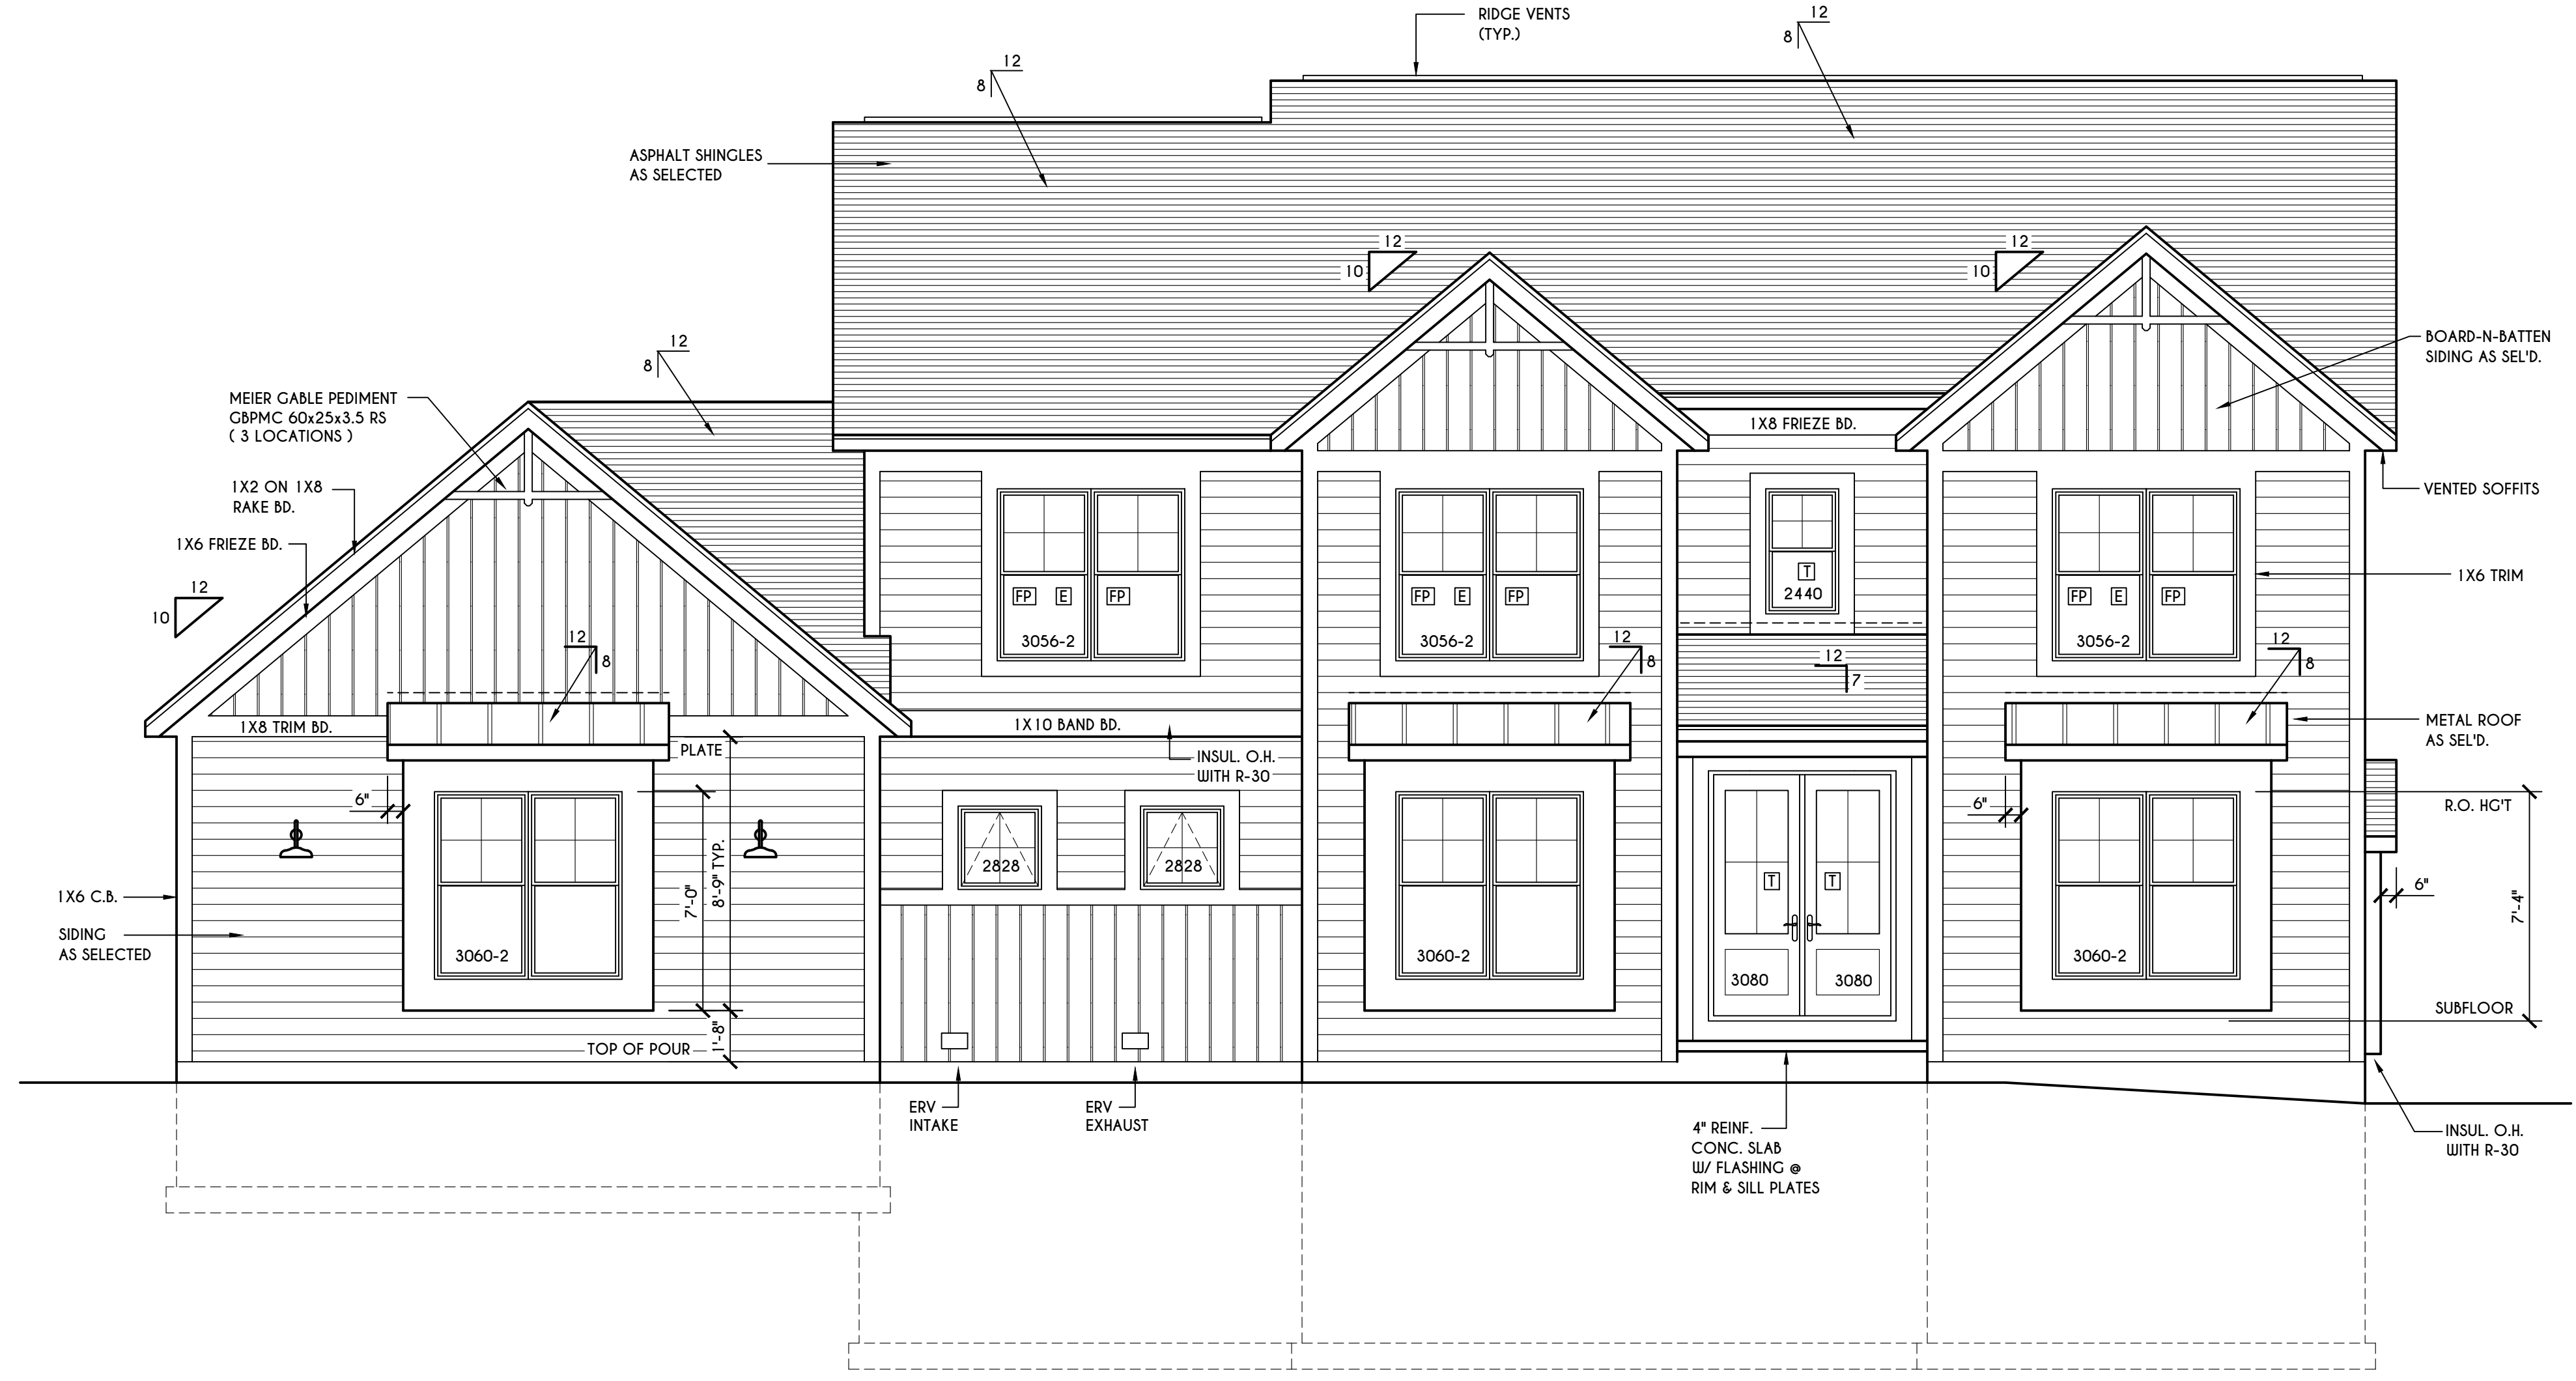 RIDGE VENTS
(TYP.)
12
8
12
8
ASPHALT SHINGLES
AS SELECTED
12
10
12
10
12
8
BOARD-N-BATTEN
SIDING AS SEL'D.
MEIER GABLE PEDIMENT
GBPMC 60x25x3.5 RS
( 3 LOCATIONS )
1X8 FRIEZE BD.
1X2 ON 1X8
RAKE BD.
VENTED SOFFITS
1X6 FRIEZE BD.
1X6 TRIM
12
10
FP E FP
3056-2
FP E FP
3056-2
T
2440
FP E FP
3056-2
12
8
12
8
12
7
12
8
1X8 TRIM BD.
1X10 BAND BD.
METAL ROOF
AS SEL'D.
PLATE
INSUL. O.H.
WITH R-30
6"
6"
R.O. HG'T
2828
2828
T T
6"
7'-0"
8'-9" TYP.
7'-4"
1X6 C.B.
SIDING
AS SELECTED
3060-2
3060-2
3080 3080
3060-2
SUBFLOOR
TOP OF POUR
1'-8"
ERV
INTAKE
ERV
EXHAUST
4" REINF.
CONC. SLAB
W/ FLASHING @
RIM & SILL PLATES
INSUL. O.H.
WITH R-30